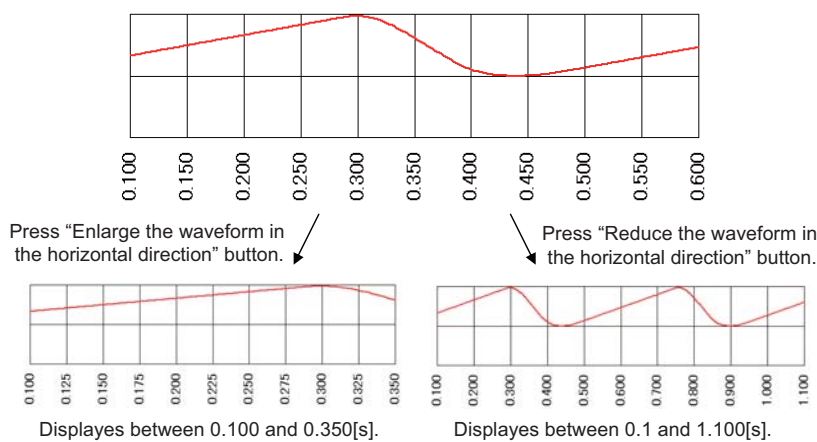 0.100 0.150 0.200 0.250 0.300 0.350 0.400 0.450 0.500 0.550 0.600
Press “Enlarge the waveform in
the horizontal direction” button.
Press “Reduce the waveform in
the horizontal direction” button.
0.100 0.125 0.150 0.175 0.200 0.225 0.250 0.275 0.300 0.325 0.350
Displayes between 0.100 and 0.350[s].
0.100 0.200 0.300 0.400 0.500 0.600 0.700 0.800 0.900 1.000 1.100
Displayes between 0.1 and 1.100[s].